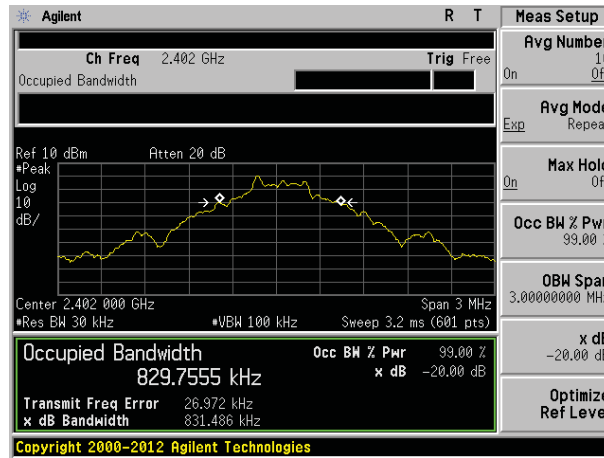 Agilent R T
Ch Freq 2.402 GHz Trig Free
Occupied Bandwidth
Ref 10 dBm Atten 20 dB
#Peak
Log
10
dB/
Center 2.402 000 GHz Span 3 MHz
#Res BW 30 kHz #VBW 100 kHz Sweep 3.2 ms (601 pts)
Occupied Bandwidth Occ BW % Pwr 99.00 %
829.7555 kHz x dB -20.00 dB
Transmit Freq Error 26.972 kHz
x dB Bandwidth 831.486 kHz
Copyright 2000-2012 Agilent Technologies
Meas Setup
Avg Number
On
Avg Mode
Exp Repea
Max Hold
On Of
Occ BW % Pwr
99.00
OBW Span
3.00000000 MH
x dB
-20.00 dB
Optimize
Ref Leve